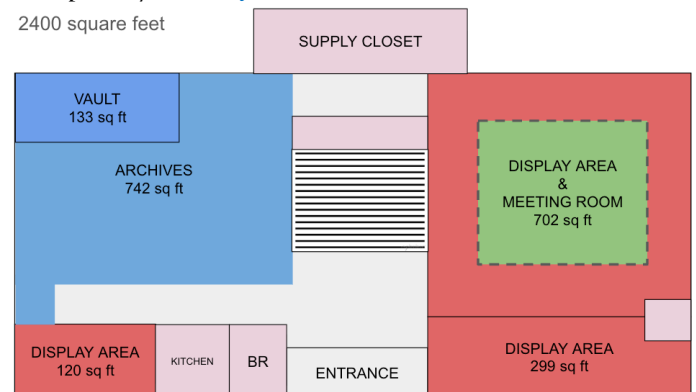 2400 square feet
SUPPLY CLOSET
VAULT
133 sq ft
ARCHIVES
742 sq ft
DISPLAY AREA
&
MEETING ROOM
702 sq ft
DISPLAY AREA
120 sq ft
KITCHEN
BR
ENTRANCE
DISPLAY AREA
299 sq ft